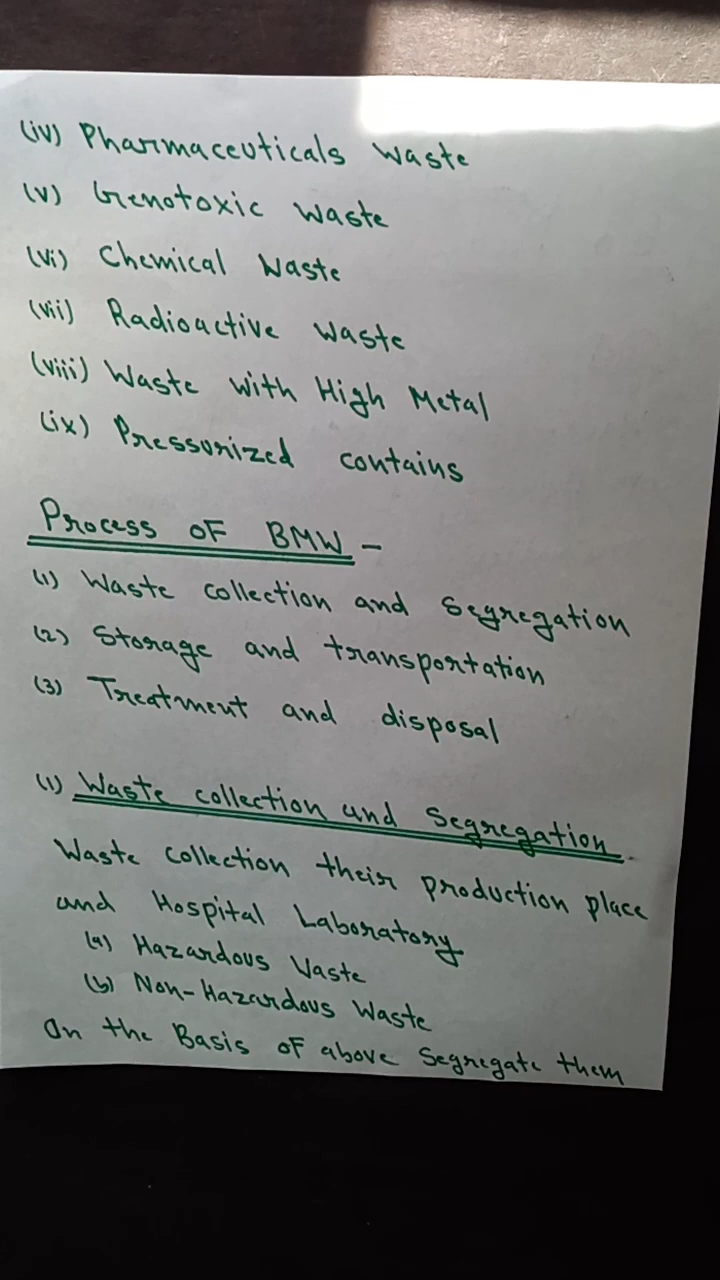 (iv) Pharmaceuticals Waste
(v) Genotoxic Waste
(vi) Chemical Waste
(vii) Radioactive Waste
(viii) Waste with High Metal
(ix) Pressurized contains
Process of BMW -
(1) Waste collection and segregation
(2) Storage and transportation
(3) Treatment and disposal
(1) Waste collection and Segregation
Waste collection their production place
and Hospital Laboratory
(a) Hazardous Waste
(b) Non-Hazardous Waste
On the Basis of above Segregate them